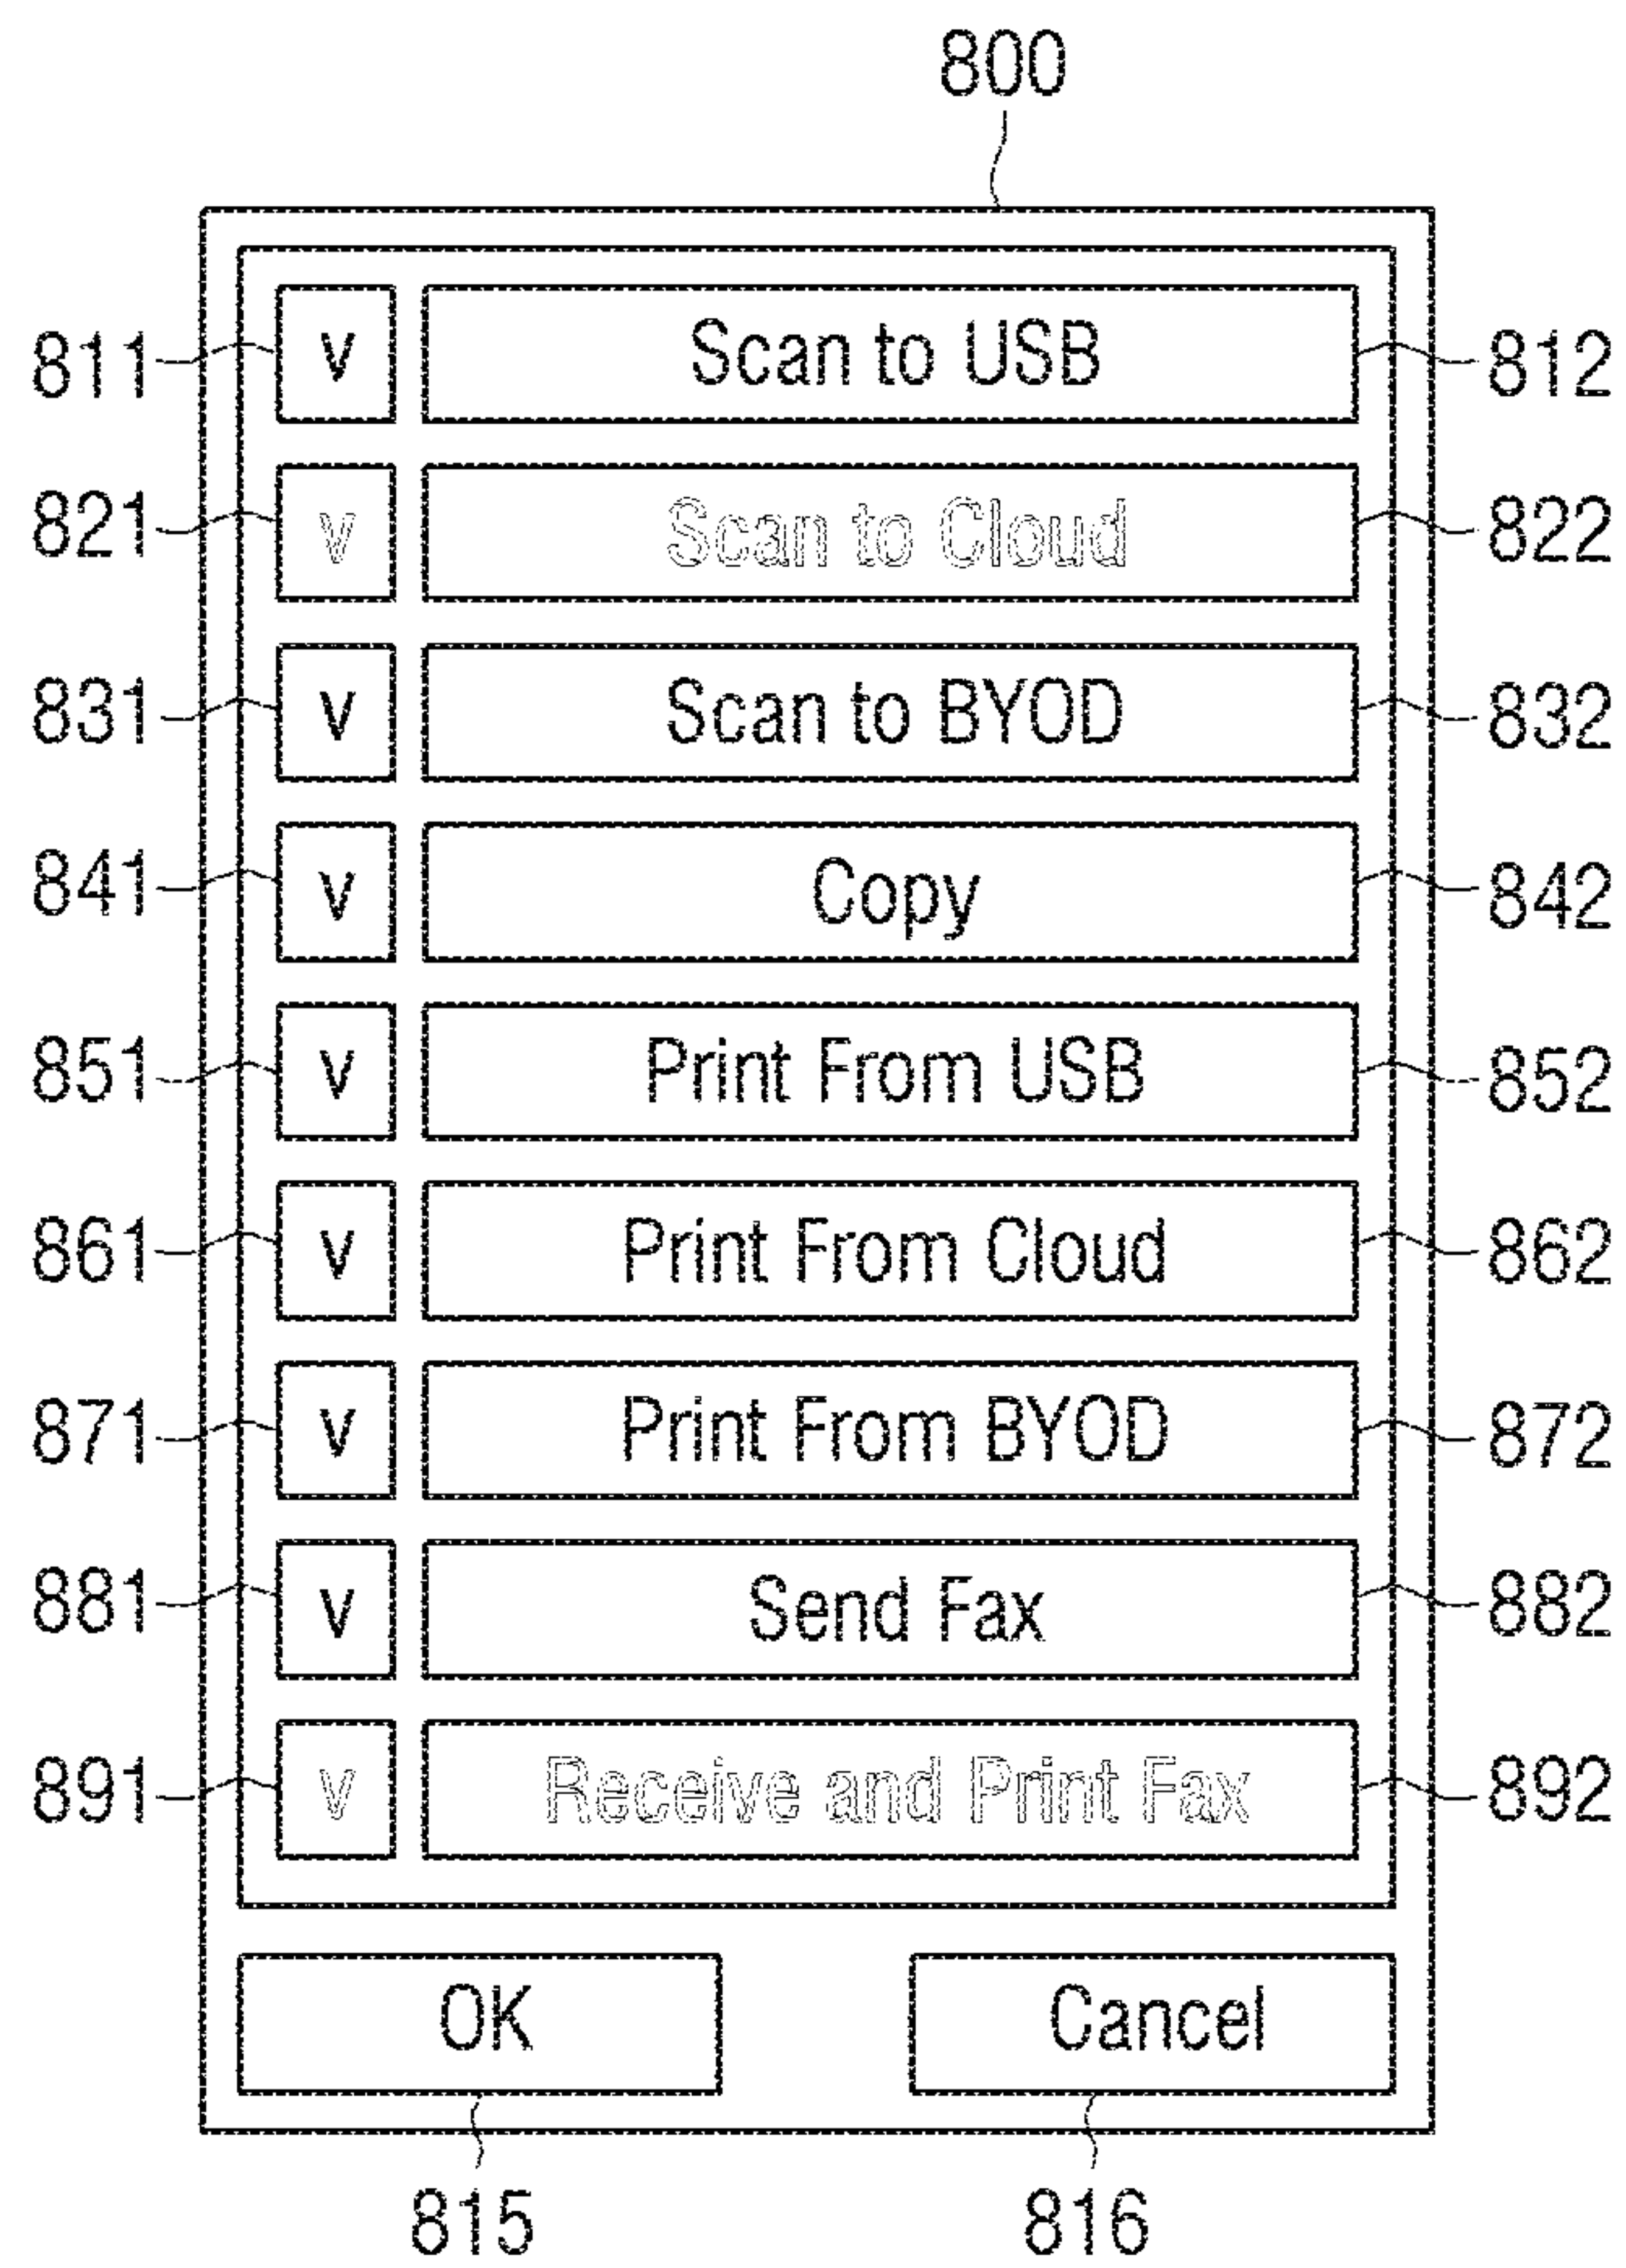 800
811 V Scan to USB 812
821 V Scan to Cloud 822
831 V Scan to BYOD 832
841 V Copy 842
851 V Print From USB 852
861 V Print From Cloud 862
871 V Print From BYOD 872
881 V Send Fax 882
891 V Receive and Print Fax 892
OK Cancel
815 816